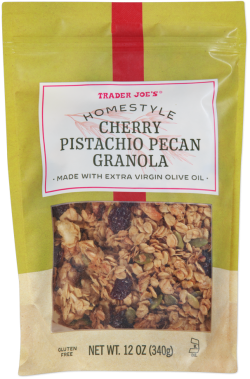 TRADER JOE'S
HOMESTYLE
CHERRY
PISTACHIO PECAN
GRANOLA
• MADE WITH EXTRA VIRGIN OLIVE OIL •
GLUTEN
FREE
NET WT. 12 OZ (340g)